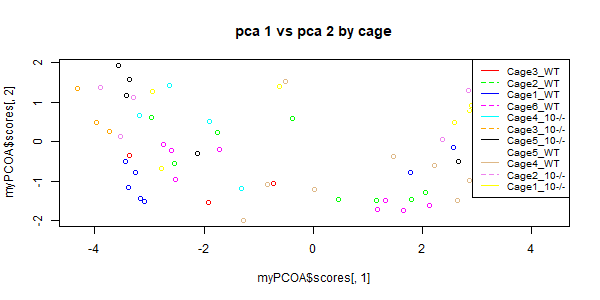 pca 1 vs pca 2 by cage
myPCOA$scores[, 2]
2
1
0
-1
-2
Cage3_WT
Cage2_WT
Cage1_WT
Cage6_WT
Cage4_10-/-
Cage3_10-/-
Cage5_10-/-
Cage5_WT
Cage4_WT
Cage2_10-/-
Cage1_10-/-
-4
-2
0
2
4
myPCOA$scores[, 1]